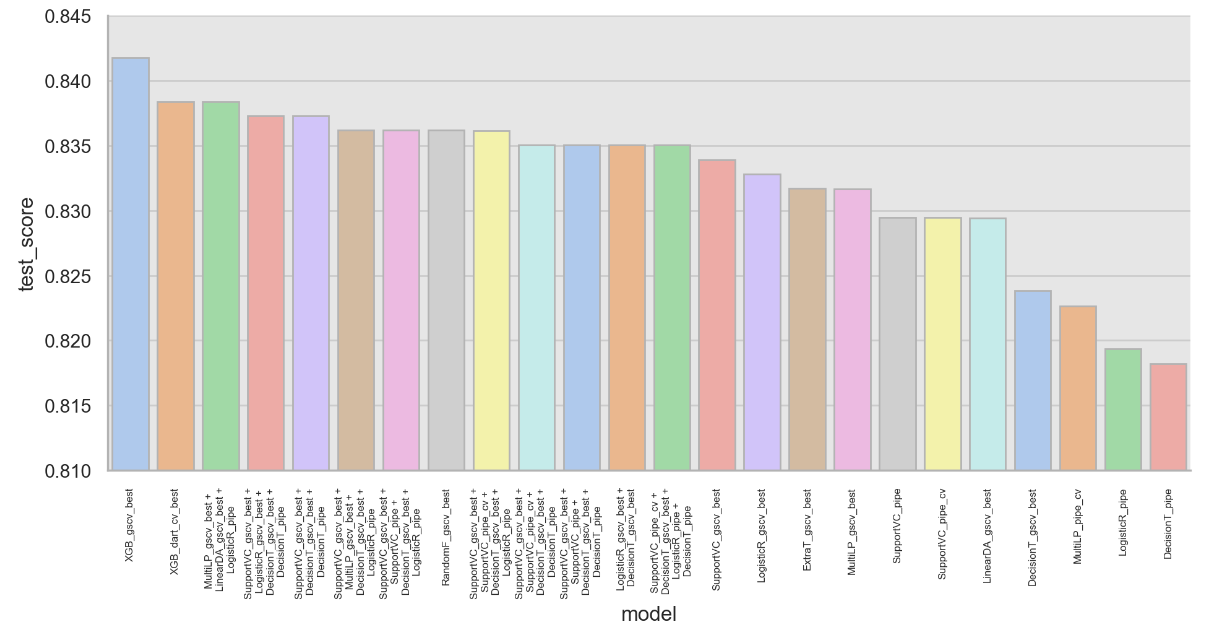 0.845
0.840
0.835
0.830
0.825
0.820
0.815
0.810
test_score
XGB_gscv_best
XGB_dart_cv_best
MultiLP_gscv_best +
LinearDA_gscv_best +
LogisticR_pipe
SupportVC_gscv_best +
LogisticR_gscv_best +
DecisionT_gscv_best +
DecisionT_pipe
SupportVC_gscv_best +
DecisionT_gscv_best +
DecisionT_pipe
SupportVC_gscv_best +
MultiLP_gscv_best +
DecisionT_gscv_best +
LogisticR_pipe
SupportVC_gscv_best +
SupportVC_pipe +
DecisionT_gscv_best +
LogisticR_pipe
RandomF_gscv_best
SupportVC_gscv_best +
SupportVC_pipe_cv +
DecisionT_gscv_best +
LogisticR_pipe
SupportVC_gscv_best +
SupportVC_pipe_cv +
DecisionT_gscv_best +
DecisionT_pipe
SupportVC_gscv_best +
SupportVC_pipe +
DecisionT_gscv_best +
DecisionT_pipe
LogisticR_gscv_best +
DecisionT_gscv_best
SupportVC_pipe_cv +
DecisionT_gscv_best +
LogisticR_pipe +
DecisionT_pipe
SupportVC_gscv_best
LogisticR_gscv_best
ExtraT_gscv_best
MultiLP_gscv_best
SupportVC_pipe
SupportVC_pipe_cv
LinearDA_gscv_best
DecisionT_gscv_best
MultiLP_pipe_cv
LogisticR_pipe
DecisionT_pipe
model